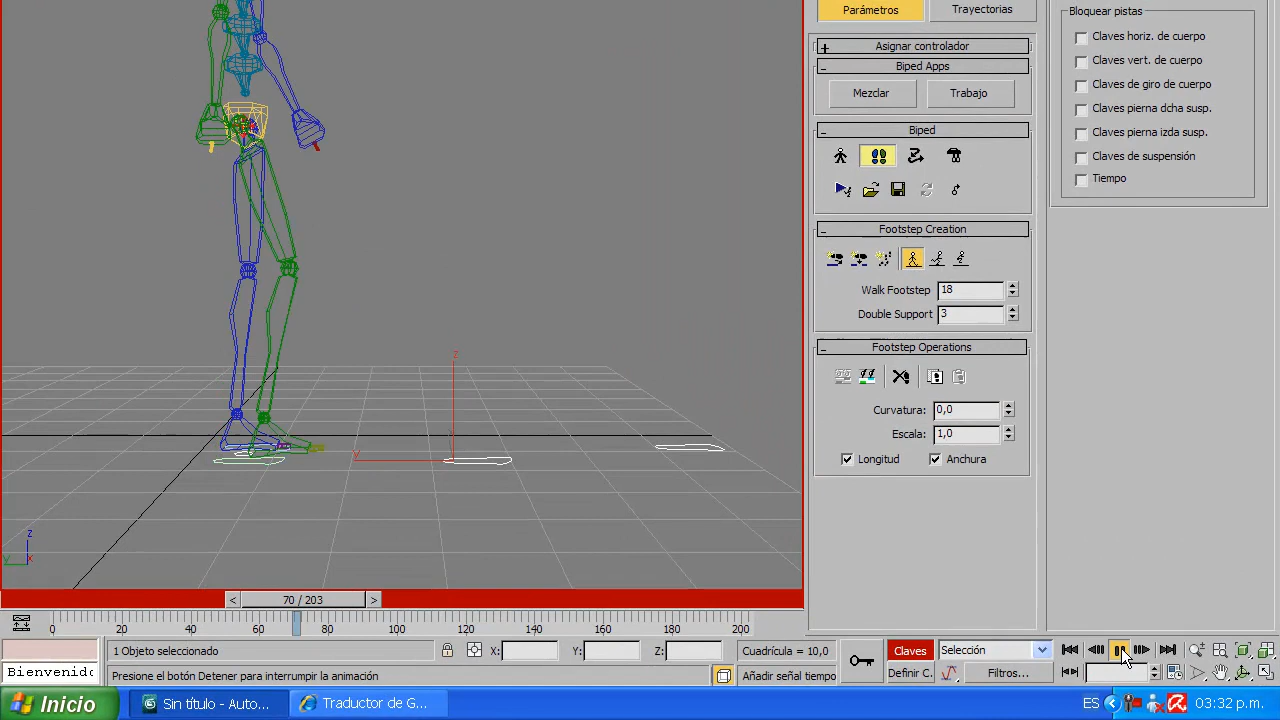 Parámetros
Trayectorias
+ Asignar controlador
- Biped Apps
Mezclar
Trabajo
- Biped
- Footstep Creation
Walk Footstep 18
Double Support 3
- Footstep Operations
Curvatura: 0,0
Escala: 1,0
Longitud
Anchura
Bloquear pistas
Claves horiz. de cuerpo
Claves vert. de cuerpo
Claves de giro de cuerpo
Claves pierna dcha susp.
Claves pierna izda susp.
Claves de suspensión
Tiempo
z
y
z
y
x
< 70 / 203 >
0 20 40 60 80 100 120 140 160 180 200
1 Objeto seleccionado
X:
Y:
Z:
Cuadrícula = 10,0
Claves
Selección
Bienvenido
Presione el botón Detener para interrumpir la animación
Añadir señal tiempo
Definir C.
Filtros...
Inicio
Sin título - Auto...
Traductor de G...
ES
03:32 p.m.